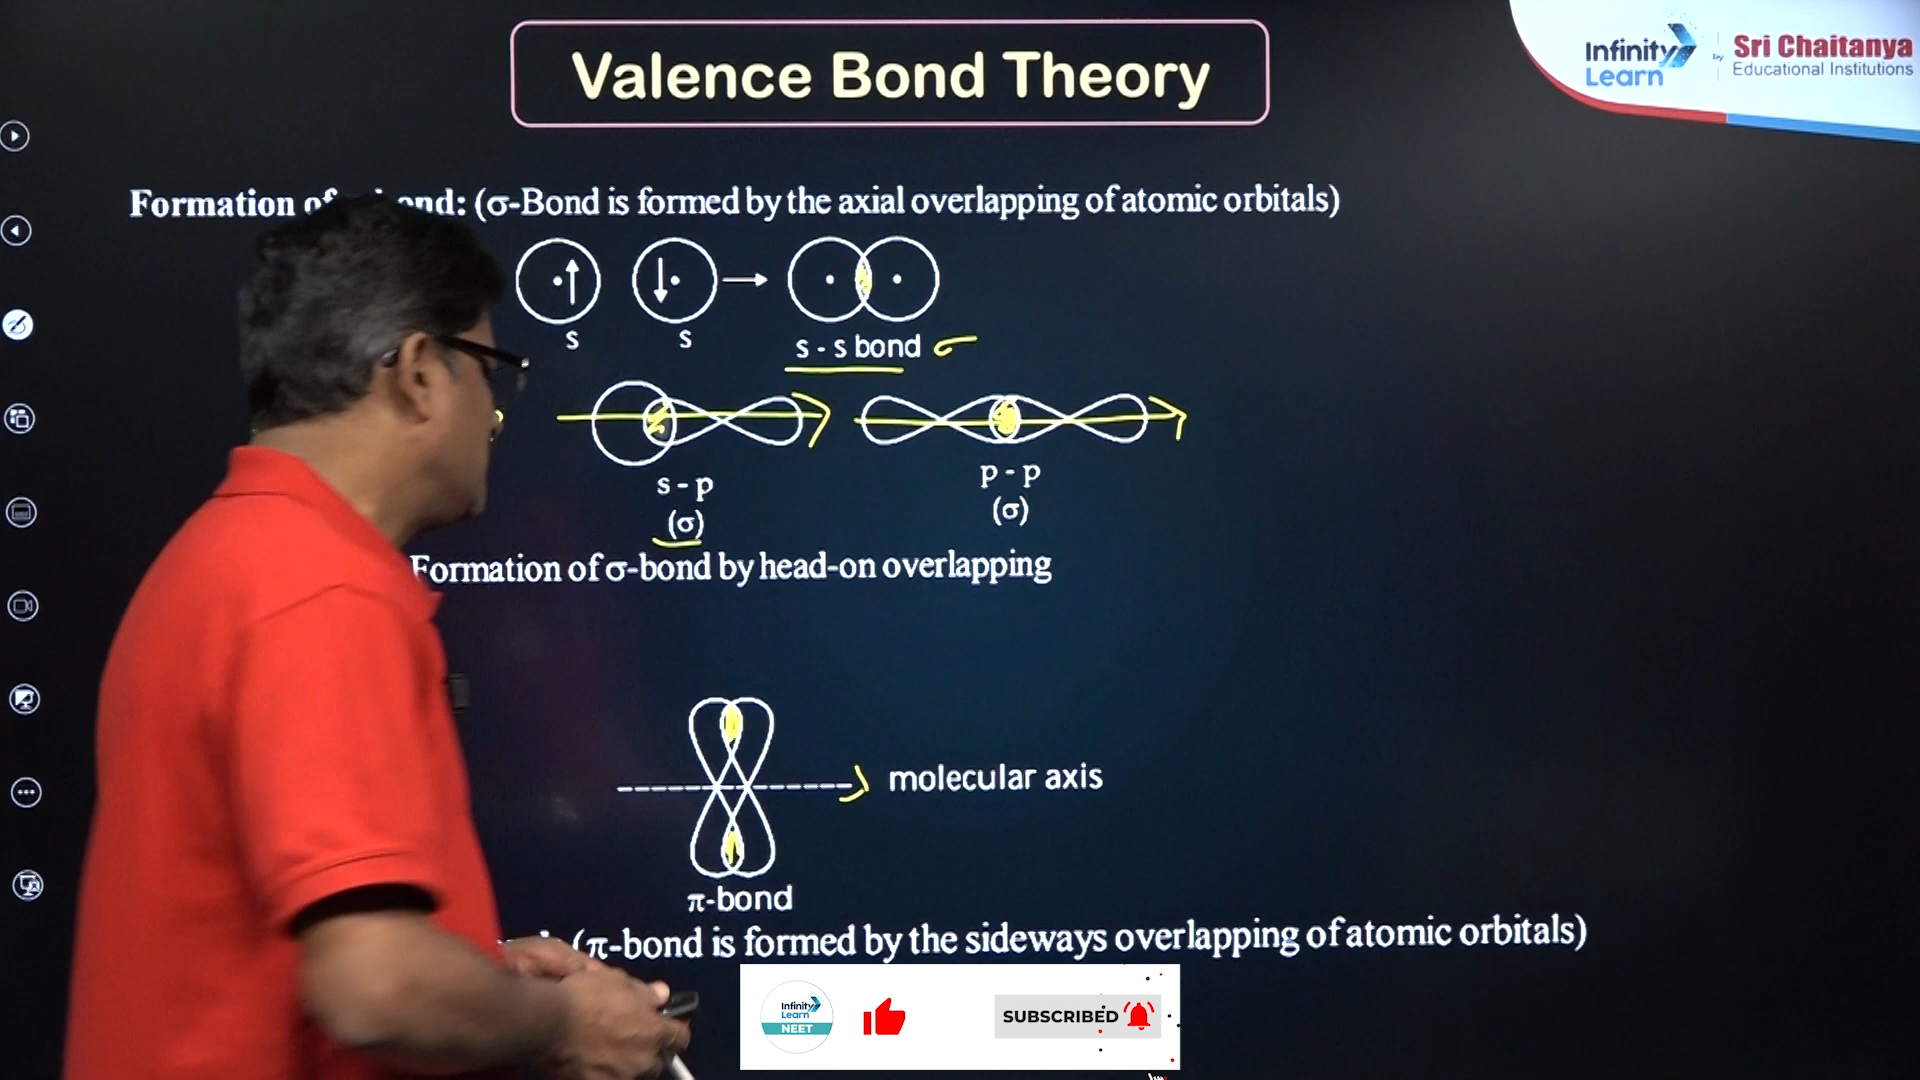 Valence Bond Theory
Infinity Learn by Sri Chaitanya Educational Institutions
Formation of ond: (σ-Bond is formed by the axial overlapping of atomic orbitals)
s s s - s bond σ
s - p p - p
(σ) (σ)
Formation of σ-bond by head-on overlapping
molecular axis
π-bond
(π-bond is formed by the sideways overlapping of atomic orbitals)
Infinity Learn NEET
SUBSCRIBED